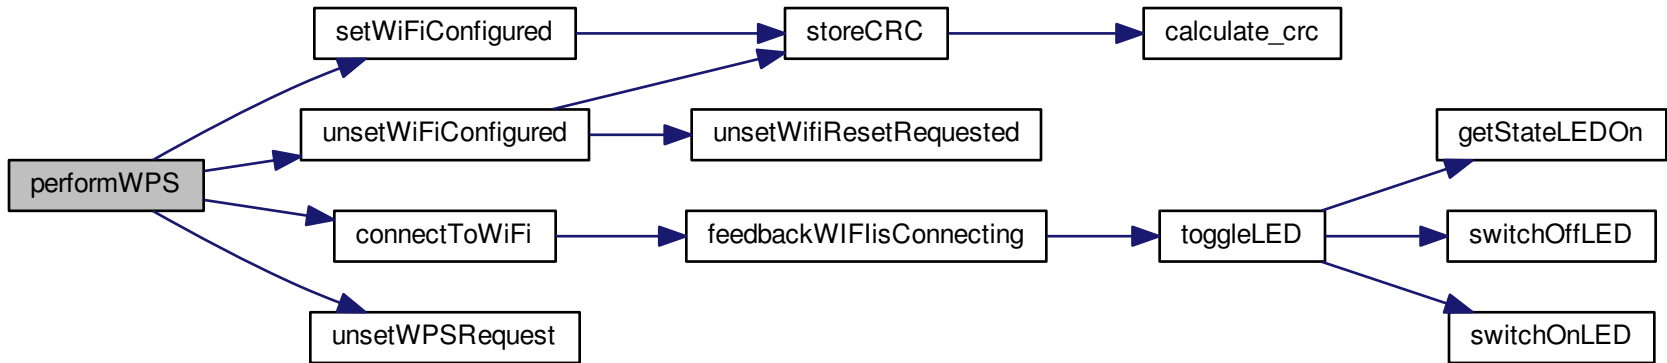 setWiFiConfigured
storeCRC
calculate_crc
unsetWiFiConfigured
unsetWifiResetRequested
getStateLEDOn
performWPS
connectToWiFi
feedbackWIFIisConnecting
toggleLED
switchOffLED
unsetWPSRequest
switchOnLED